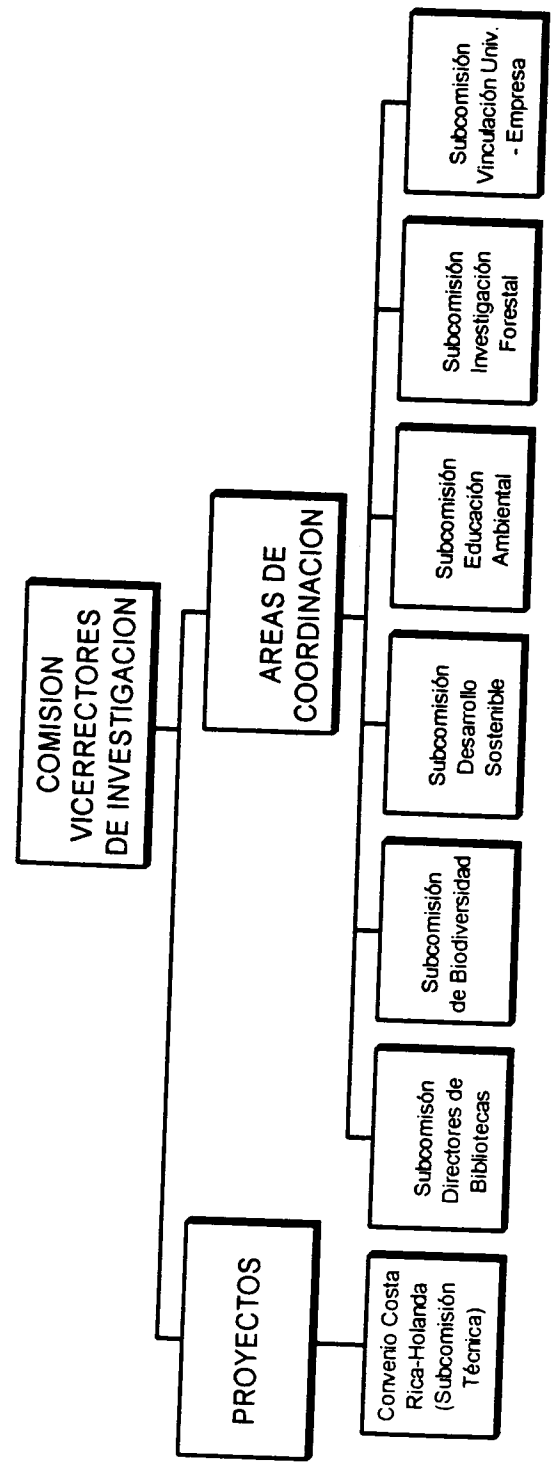 COMISION
VICERRECTORES
DE INVESTIGACION
PROYECTOS
AREAS DE
COORDINACION
Convenio Costa
Rica-Holanda
(Subcomisión
Técnica)
Subcomisón
Directores de
Bibliotecas
Subcomisión
de Biodiversidad
Subcomisión
Desarrollo
Sostenible
Subcomisión
Educación
Ambiental
Subcomisión
Investigación
Forestal
Subcomisión
Vinculación Univ.
- Empresa